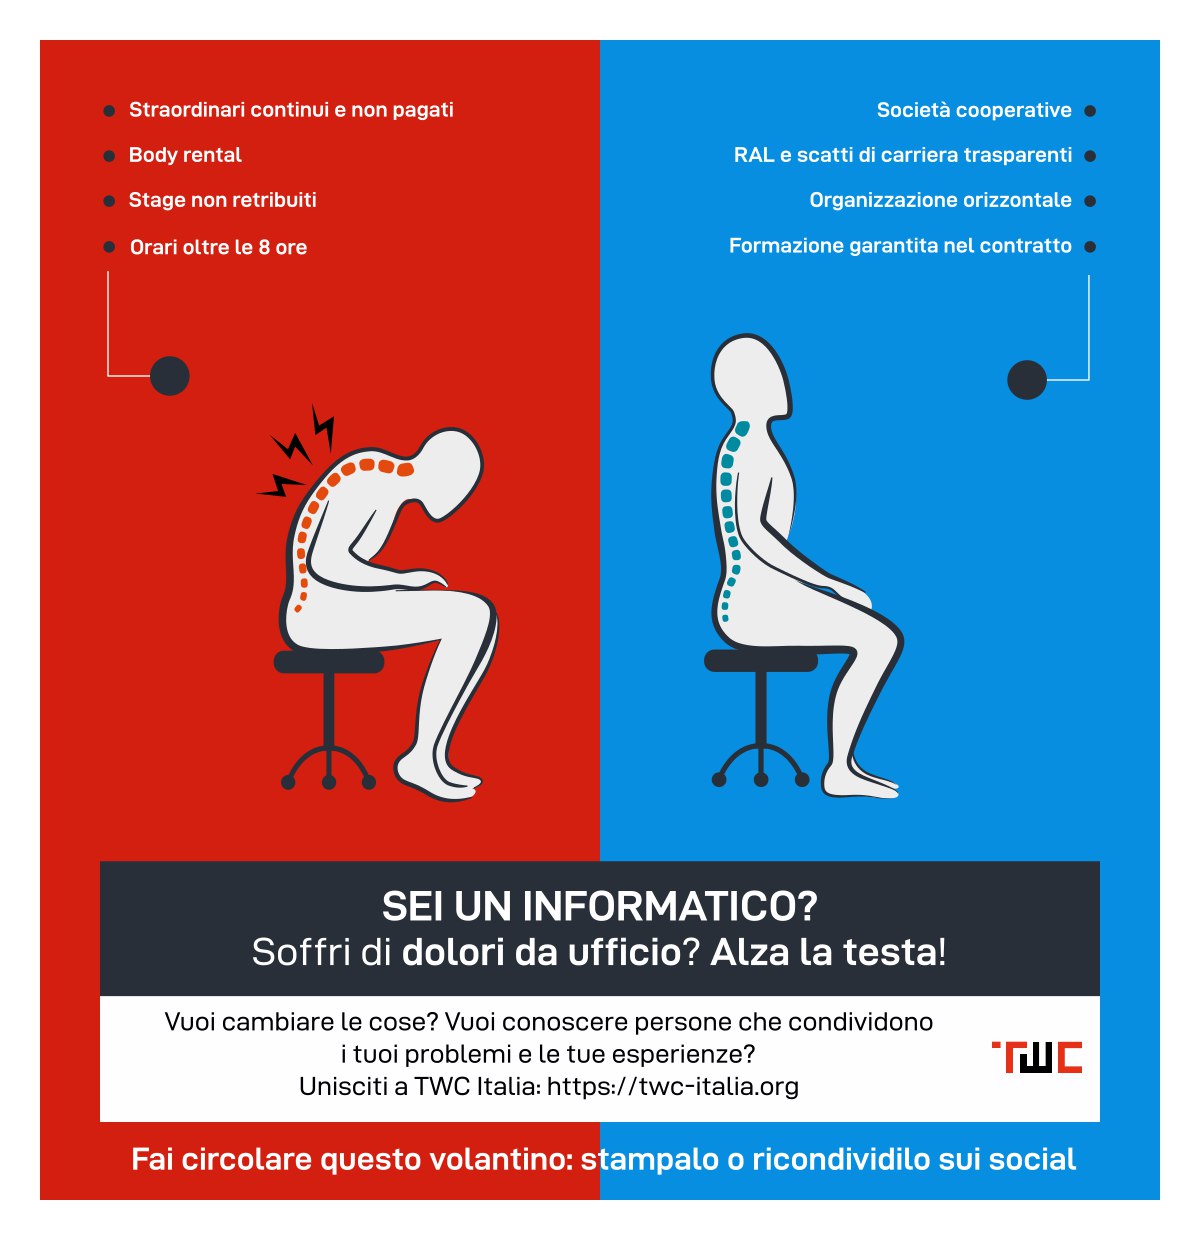 Straordinari continui e non pagati
Body rental
Stage non retribuiti
Orari oltre le 8 ore
Società cooperative
RAL e scatti di carriera trasparenti
Organizzazione orizzontale
Formazione garantita nel contratto
SEI UN INFORMATICO?
Soffri di dolori da ufficio? Alza la testa!
Vuoi cambiare le cose? Vuoi conoscere persone che condividono
i tuoi problemi e le tue esperienze?
Unisciti a TWC Italia: https://twc-italia.org
TWC
Fai circolare questo volantino: stampalo o ricondividilo sui social